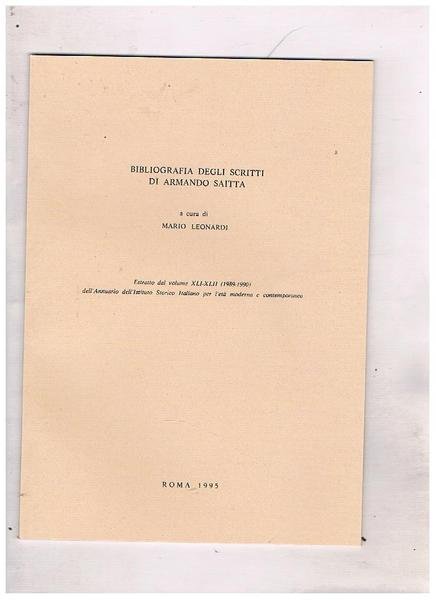 BIBLIOGRAFIA DEGLI SCRITTI
DI ARMANDO SAITTA
a cura di
MARIO LEONARDI
Estratto dal volume XLI-XLII (1989-1990)
dell'Annuario dell'Istituto Storico Italiano per l'età moderna e contemporanea
ROMA 1995